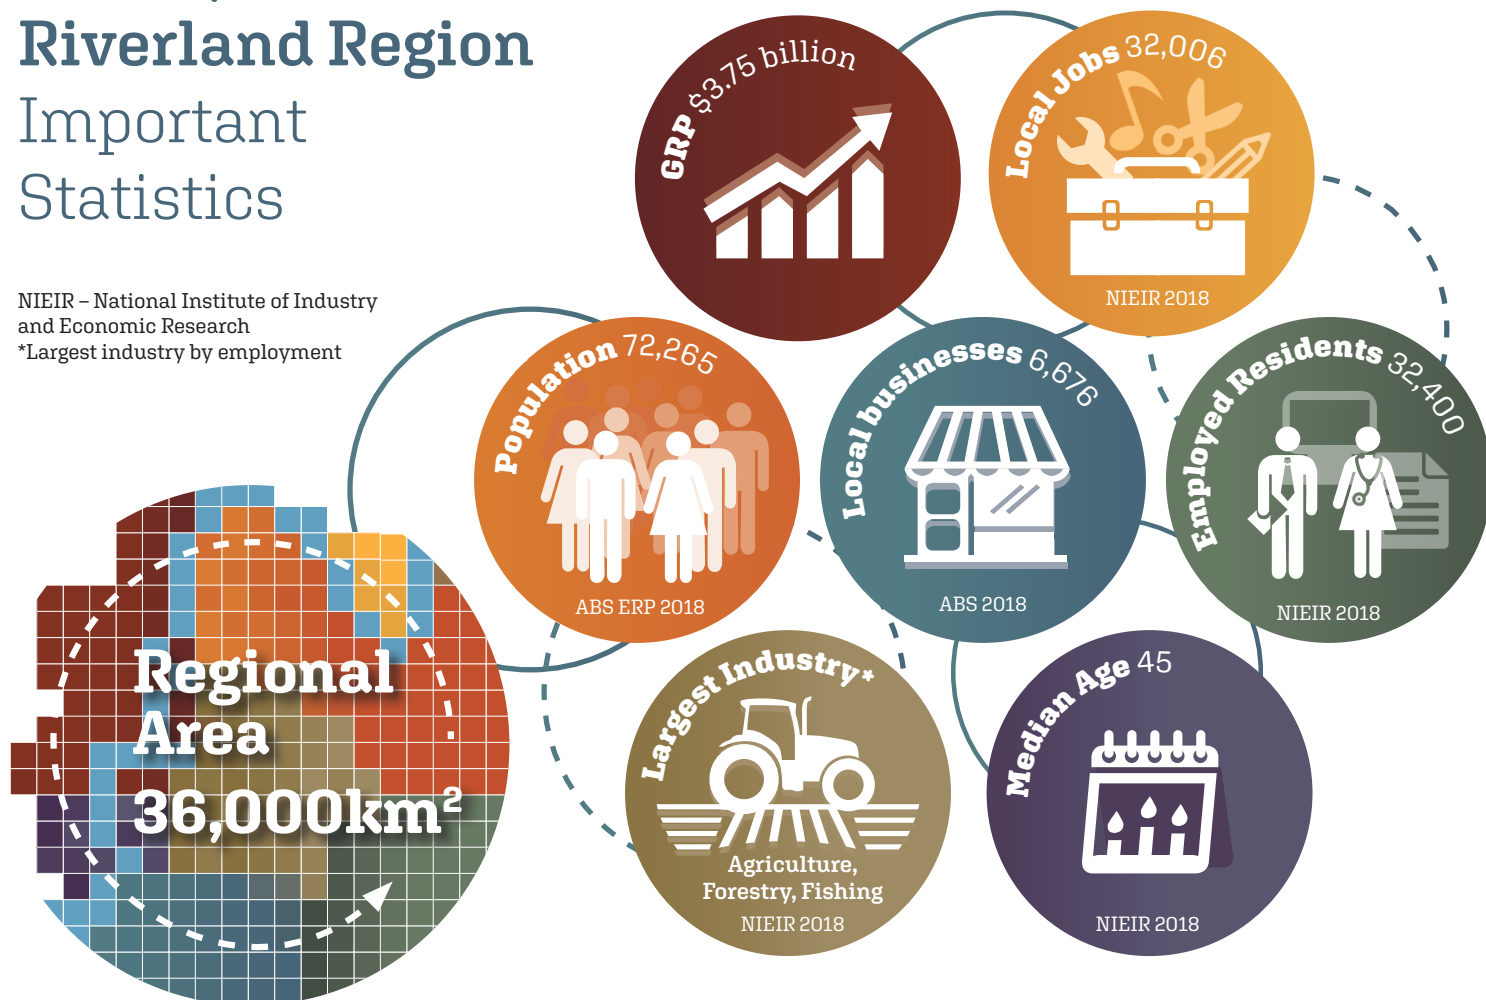 Riverland Region
Important
Statistics
NIEIR – National Institute of Industry
and Economic Research
*Largest industry by employment
GRP $3.75 billion
Local Jobs 32,006
NIEIR 2018
Population 72,265
ABS ERP 2018
Local businesses 6,676
ABS 2018
Employed Residents 32,400
NIEIR 2018
Regional
Area
36,000km²
Largest Industry*
Agriculture,
Forestry, Fishing
NIEIR 2018
Median Age 45
NIEIR 2018